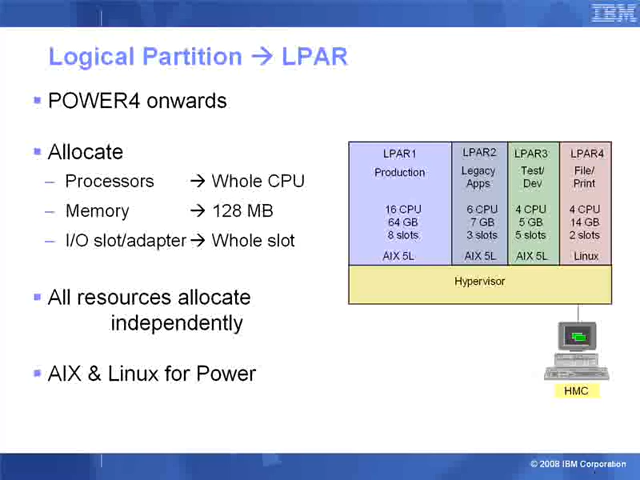 IBM
Logical Partition → LPAR
▪ POWER4 onwards
▪ Allocate
– Processors → Whole CPU
– Memory → 128 MB
– I/O slot/adapter → Whole slot
▪ All resources allocate
independently
▪ AIX & Linux for Power
LPAR1
Production
16 CPU
64 GB
8 slots
AIX 5L
LPAR2
Legacy
Apps
6 CPU
7 GB
3 slots
AIX 5L
LPAR3
Test/
Dev
4 CPU
5 GB
5 slots
AIX 5L
LPAR4
File/
Print
4 CPU
14 GB
2 slots
Linux
Hypervisor
HMC
© 2008 IBM Corporation